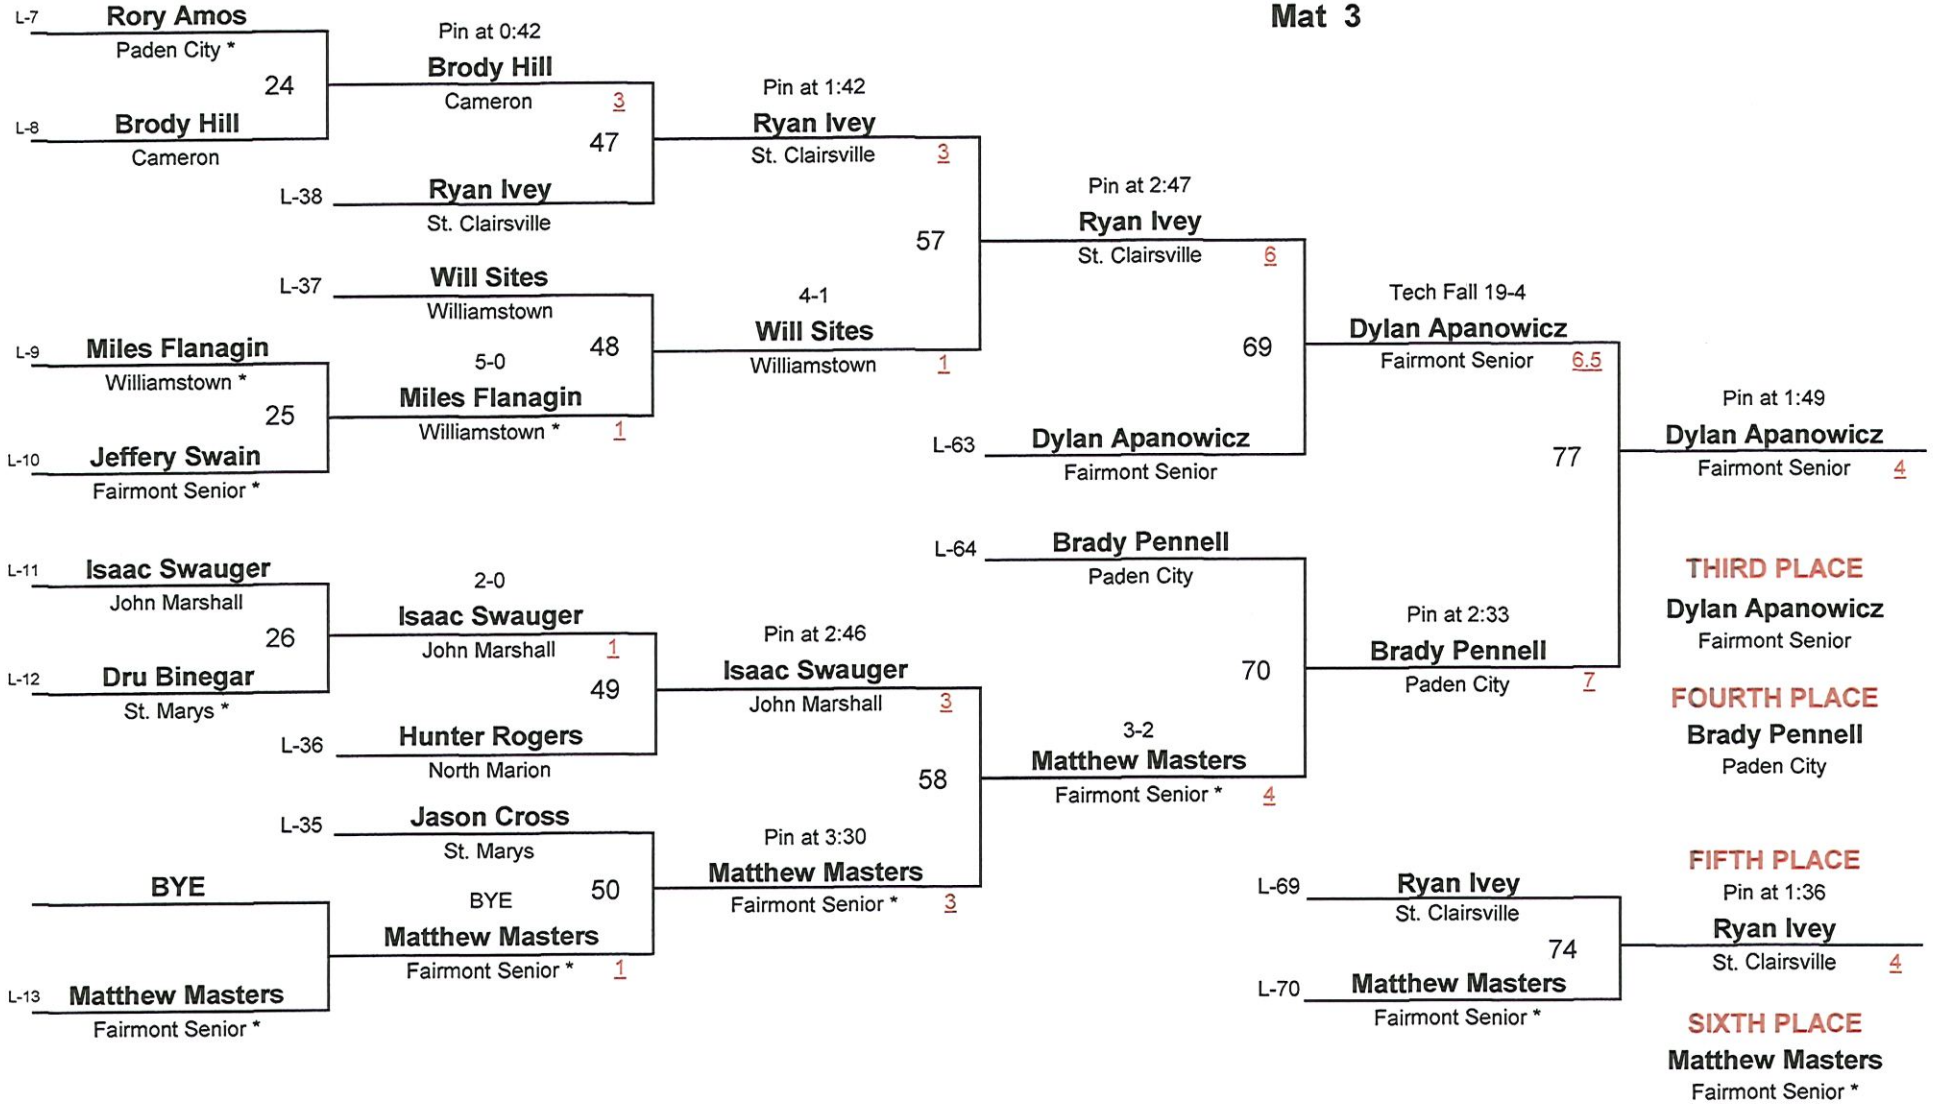 Mat 3
L-7 Rory Amos
Paden City *
24
L-8 Brody Hill
Cameron
Pin at 0:42
Brody Hill
Cameron 3
47
L-38 Ryan Ivey
St. Clairsville
Pin at 1:42
Ryan Ivey
St. Clairsville 3
L-37 Will Sites
Williamstown
48
L-9 Miles Flanagin
Williamstown *
25
L-10 Jeffery Swain
Fairmont Senior *
5-0
Miles Flanagin
Williamstown * 1
4-1
Will Sites
Williamstown 1
57
Pin at 2:47
Ryan Ivey
St. Clairsville 6
69
L-63 Dylan Apanowicz
Fairmont Senior
Tech Fall 19-4
Dylan Apanowicz
Fairmont Senior 6.5
77
L-11 Isaac Swauger
John Marshall
26
L-12 Dru Binegar
St. Marys *
2-0
Isaac Swauger
John Marshall 1
49
L-36 Hunter Rogers
North Marion
Pin at 2:46
Isaac Swauger
John Marshall 3
58
L-35 Jason Cross
St. Marys
50
BYE
L-13 Matthew Masters
Fairmont Senior *
BYE
Matthew Masters
Fairmont Senior * 1
Pin at 3:30
Matthew Masters
Fairmont Senior * 3
L-64 Brady Pennell
Paden City
70
3-2
Matthew Masters
Fairmont Senior * 4
Pin at 2:33
Brady Pennell
Paden City 7
Pin at 1:49
Dylan Apanowicz
Fairmont Senior 4
THIRD PLACE
Dylan Apanowicz
Fairmont Senior
FOURTH PLACE
Brady Pennell
Paden City
L-69 Ryan Ivey
St. Clairsville
74
L-70 Matthew Masters
Fairmont Senior *
FIFTH PLACE
Pin at 1:36
Ryan Ivey
St. Clairsville 4
SIXTH PLACE
Matthew Masters
Fairmont Senior *